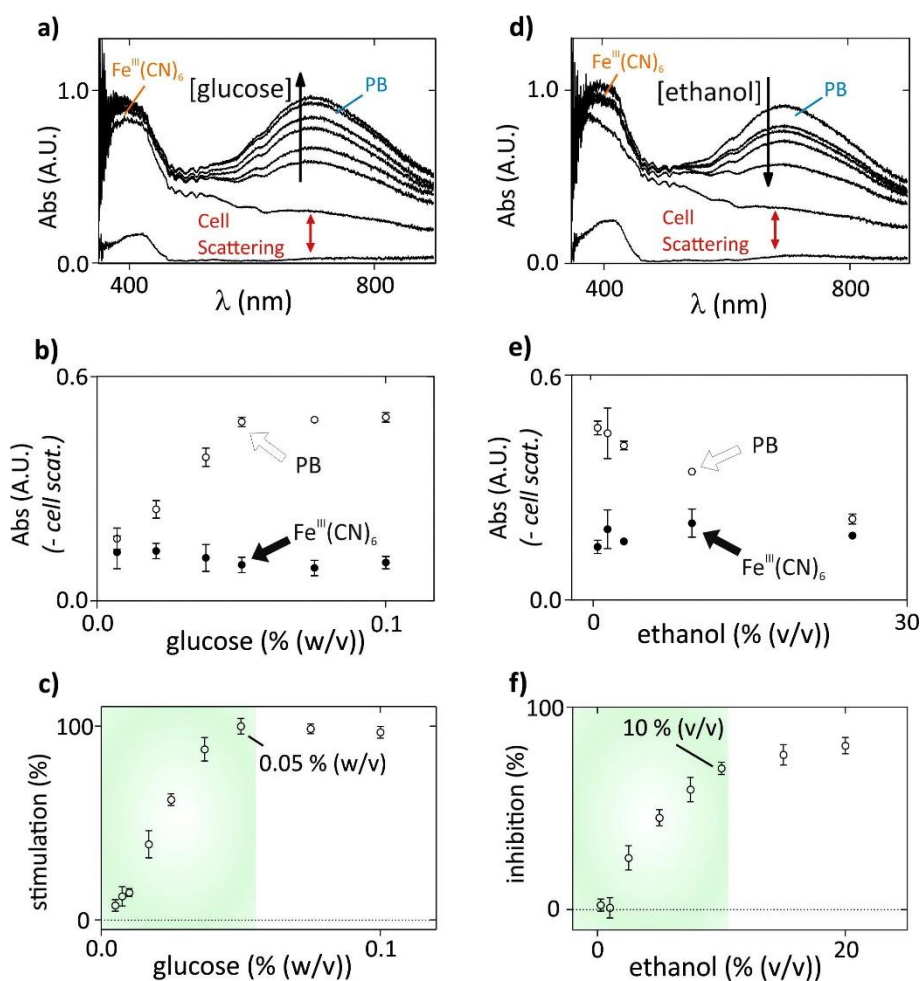 a)
Fe^III(CN)_6
[glucose]
PB
1.0
Abs (A.U.)
Cell
Scattering
0.0
400
800
λ (nm)
d)
Fe^III(CN)_6
[ethanol]
PB
1.0
Abs (A.U.)
Cell
Scattering
0.0
400
800
λ (nm)
b)
0.6
Abs (A.U.)
(- cell scat.)
PB
Fe^III(CN)_6
0.0
0.0
0.1
glucose (% (w/v))
e)
0.6
Abs (A.U.)
(- cell scat.)
PB
Fe^III(CN)_6
0.0
0
30
ethanol (% (v/v))
c)
100
stimulation (%)
0.05 % (w/v)
0
0.0
0.1
glucose (% (w/v))
f)
100
10 % (v/v)
inhibition (%)
0
0
20
ethanol (% (v/v))